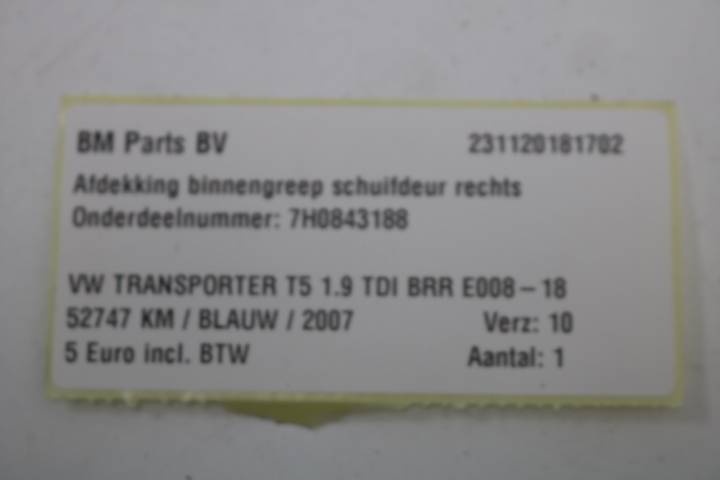 BM Parts BV 231120181702
Afdekking binnengreep schuifdeur rechts
Onderdeelnummer: 7H0843188
VW TRANSPORTER T5 1.9 TDI BRR E008-18
52747 KM / BLAUW / 2007 Verz: 10
5 Euro incl. BTW Aantal: 1